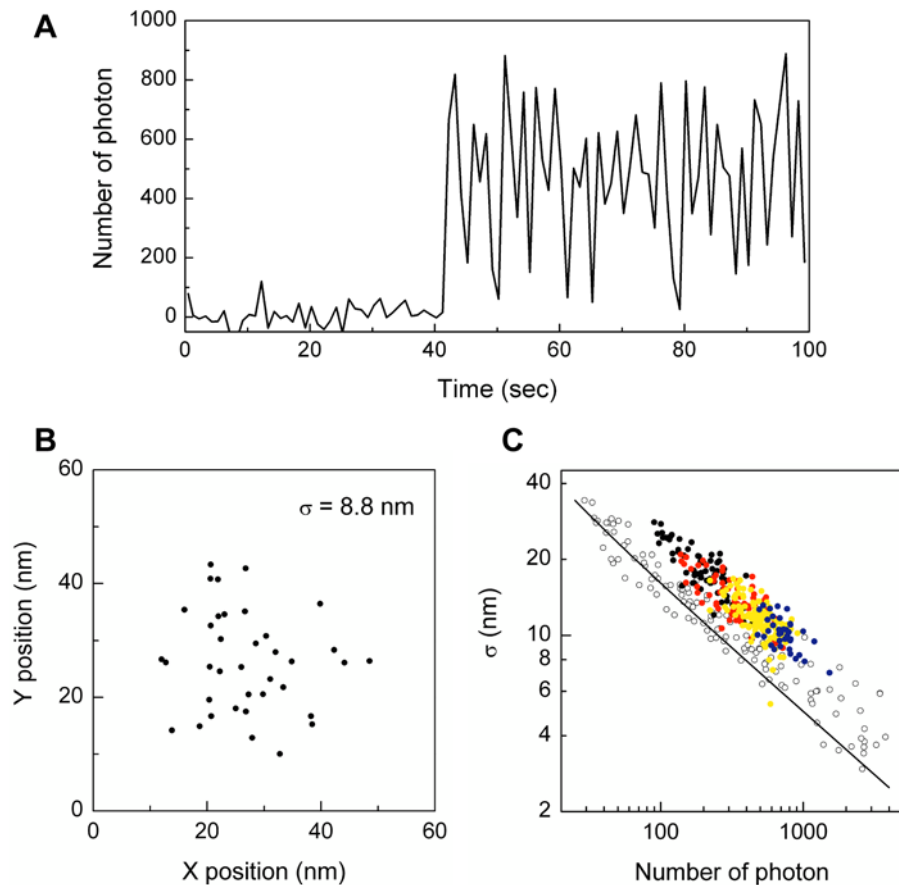 A
1000
800
600
400
200
0
Number of photon
0 20 40 60 80 100
Time (sec)
B
60
40
20
0
Y position (nm)
σ = 8.8 nm
0 20 40 60
X position (nm)
C
40
20
10
8
6
4
2
σ (nm)
100 1000
Number of photon